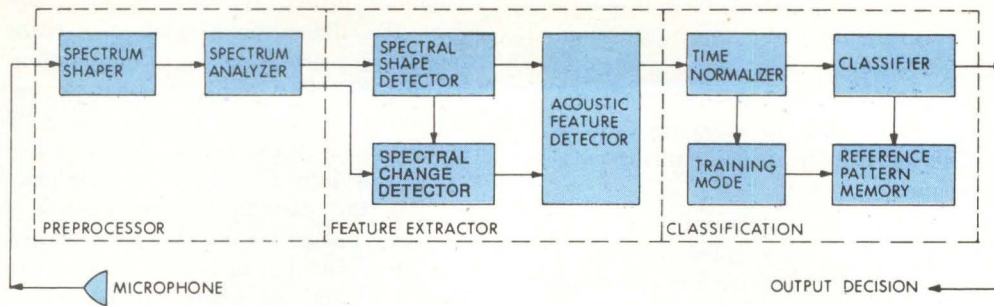 SPECTRUM
SHAPER
SPECTRUM
ANALYZER
SPECTRAL
SHAPE
DETECTOR
SPECTRAL
CHANGE
DETECTOR
ACOUSTIC
FEATURE
DETECTOR
TIME
NORMALIZER
CLASSIFIER
TRAINING
MODE
REFERENCE
PATTERN
MEMORY
PREPROCESSOR
FEATURE EXTRACTOR
CLASSIFICATION
MICROPHONE
OUTPUT DECISION